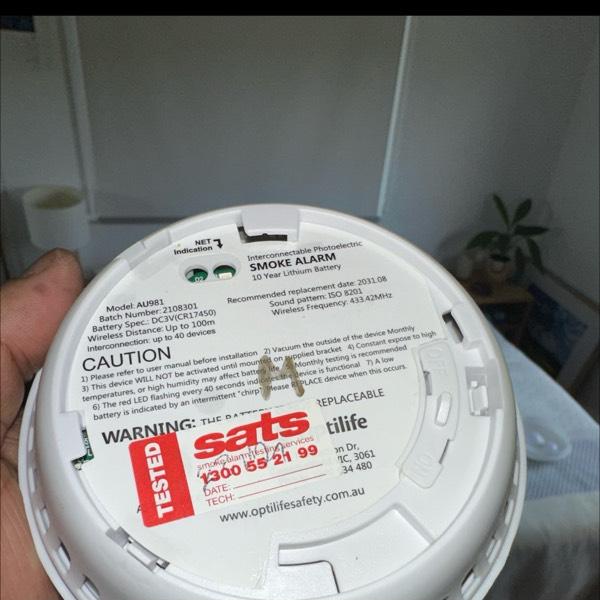 NET
Indication
Interconnectable Photoelectric
SMOKE ALARM
10 Year Lithium Battery
Model: AU981
Batch Number: 2108301
Battery Spec.: DC3V(CR17450)
Wireless Distance: Up to 100m
Interconnection: up to 40 devices
Recommended replacement date: 2031.08
Sound pattern: ISO 8201
Wireless Frequency: 433.42MHz
CAUTION
1) Please refer to user manual before installation 2) Vacuum the outside of the device Monthly
3) This device WILL NOT be activated until mounted on supplied bracket 4) Constant expose to high
temperatures, or high humidity may affect battery life Monthly testing is recommended
6) The red LED flashing every 40 seconds indicates the device is functional 7) A low
battery is indicated by an intermittent "chirp" Please REPLACE device when this occurs.
M
WARNING: THE REPLACEABLE
TESTED
sats
smoke alarm testing services
1300 55 21 99
DATE:
TECH:
tilife
on Dr,
VIC, 3061
34 480
www.optilifesafety.com.au